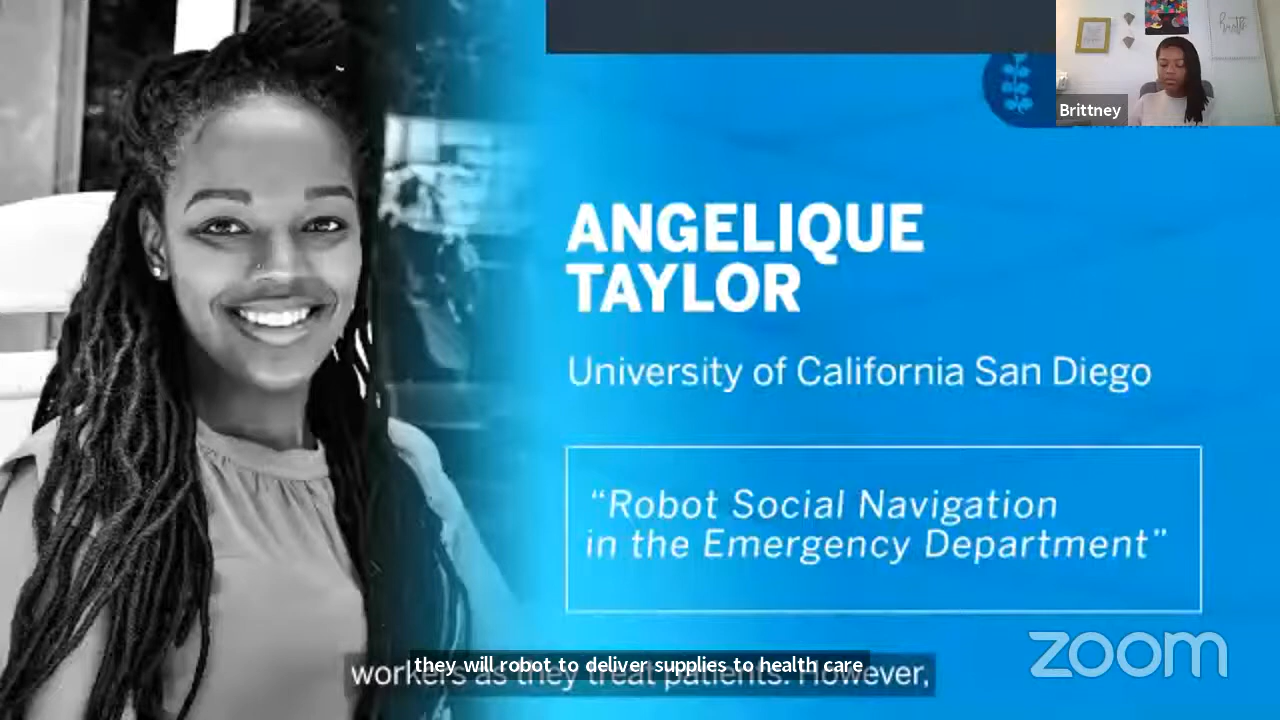 Brittney
ANGELIQUE
TAYLOR
University of California San Diego
“Robot Social Navigation
in the Emergency Department”
they will robot to deliver supplies to health care
workers as they treat patients. However,
zoom